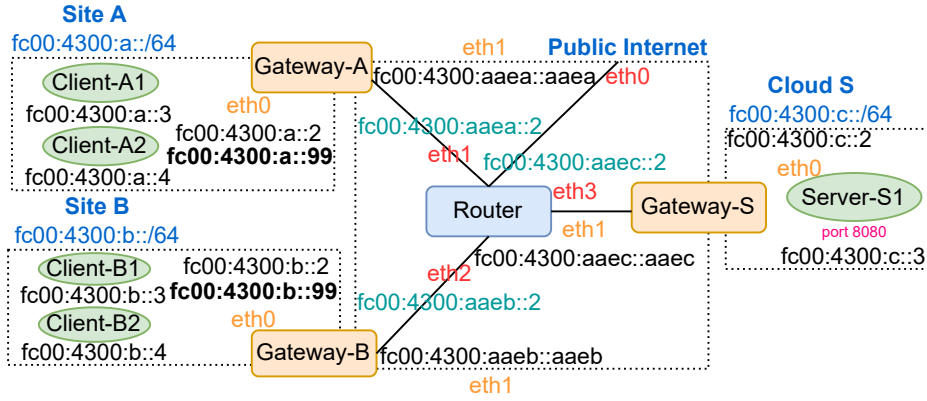 Site A
fc00:4300:a::/64
Gateway-A
eth1
Public Internet
fc00:4300:aaea::aaea
eth0
Client-A1
eth0
fc00:4300:a::3
fc00:4300:a::2
Client-A2
fc00:4300:a::99
fc00:4300:a::4
fc00:4300:aaea::2
eth1
fc00:4300:aaec::2
Cloud S
fc00:4300:c::/64
fc00:4300:c::2
eth0
Server-S1
port 8080
fc00:4300:c::3
Router
eth3
eth1
Gateway-S
fc00:4300:aaec::aaec
Site B
fc00:4300:b::/64
Client-B1
fc00:4300:b::2
fc00:4300:b::3
fc00:4300:b::99
Client-B2
eth0
fc00:4300:b::4
Gateway-B
eth2
fc00:4300:aaeb::2
fc00:4300:aaeb::aaeb
eth1